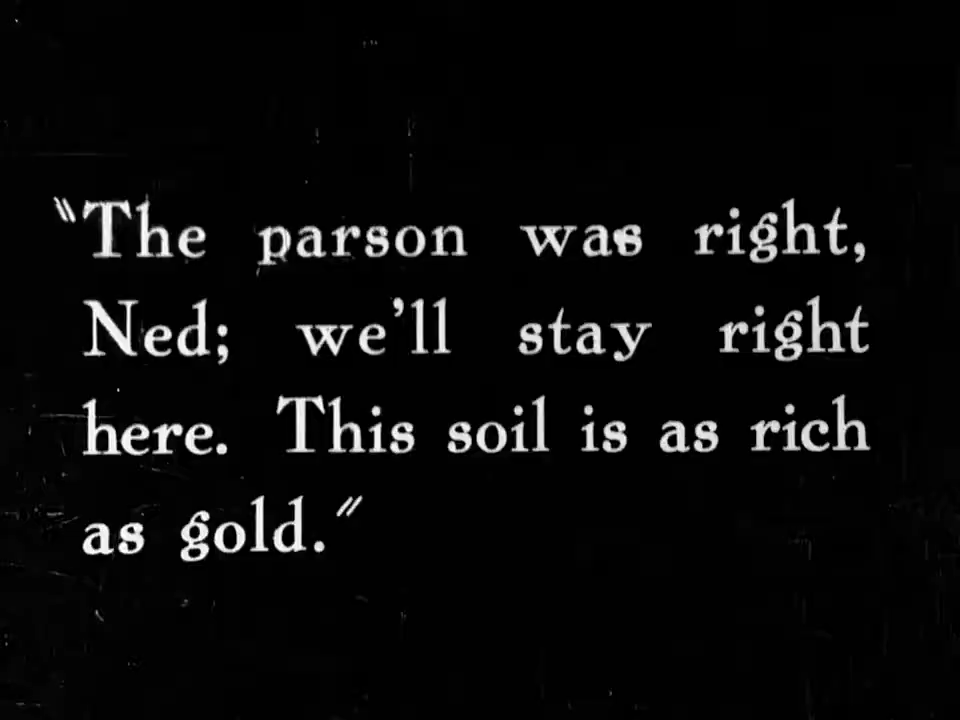 "The parson was right,
Ned; we'll stay right
here. This soil is as rich
as gold."